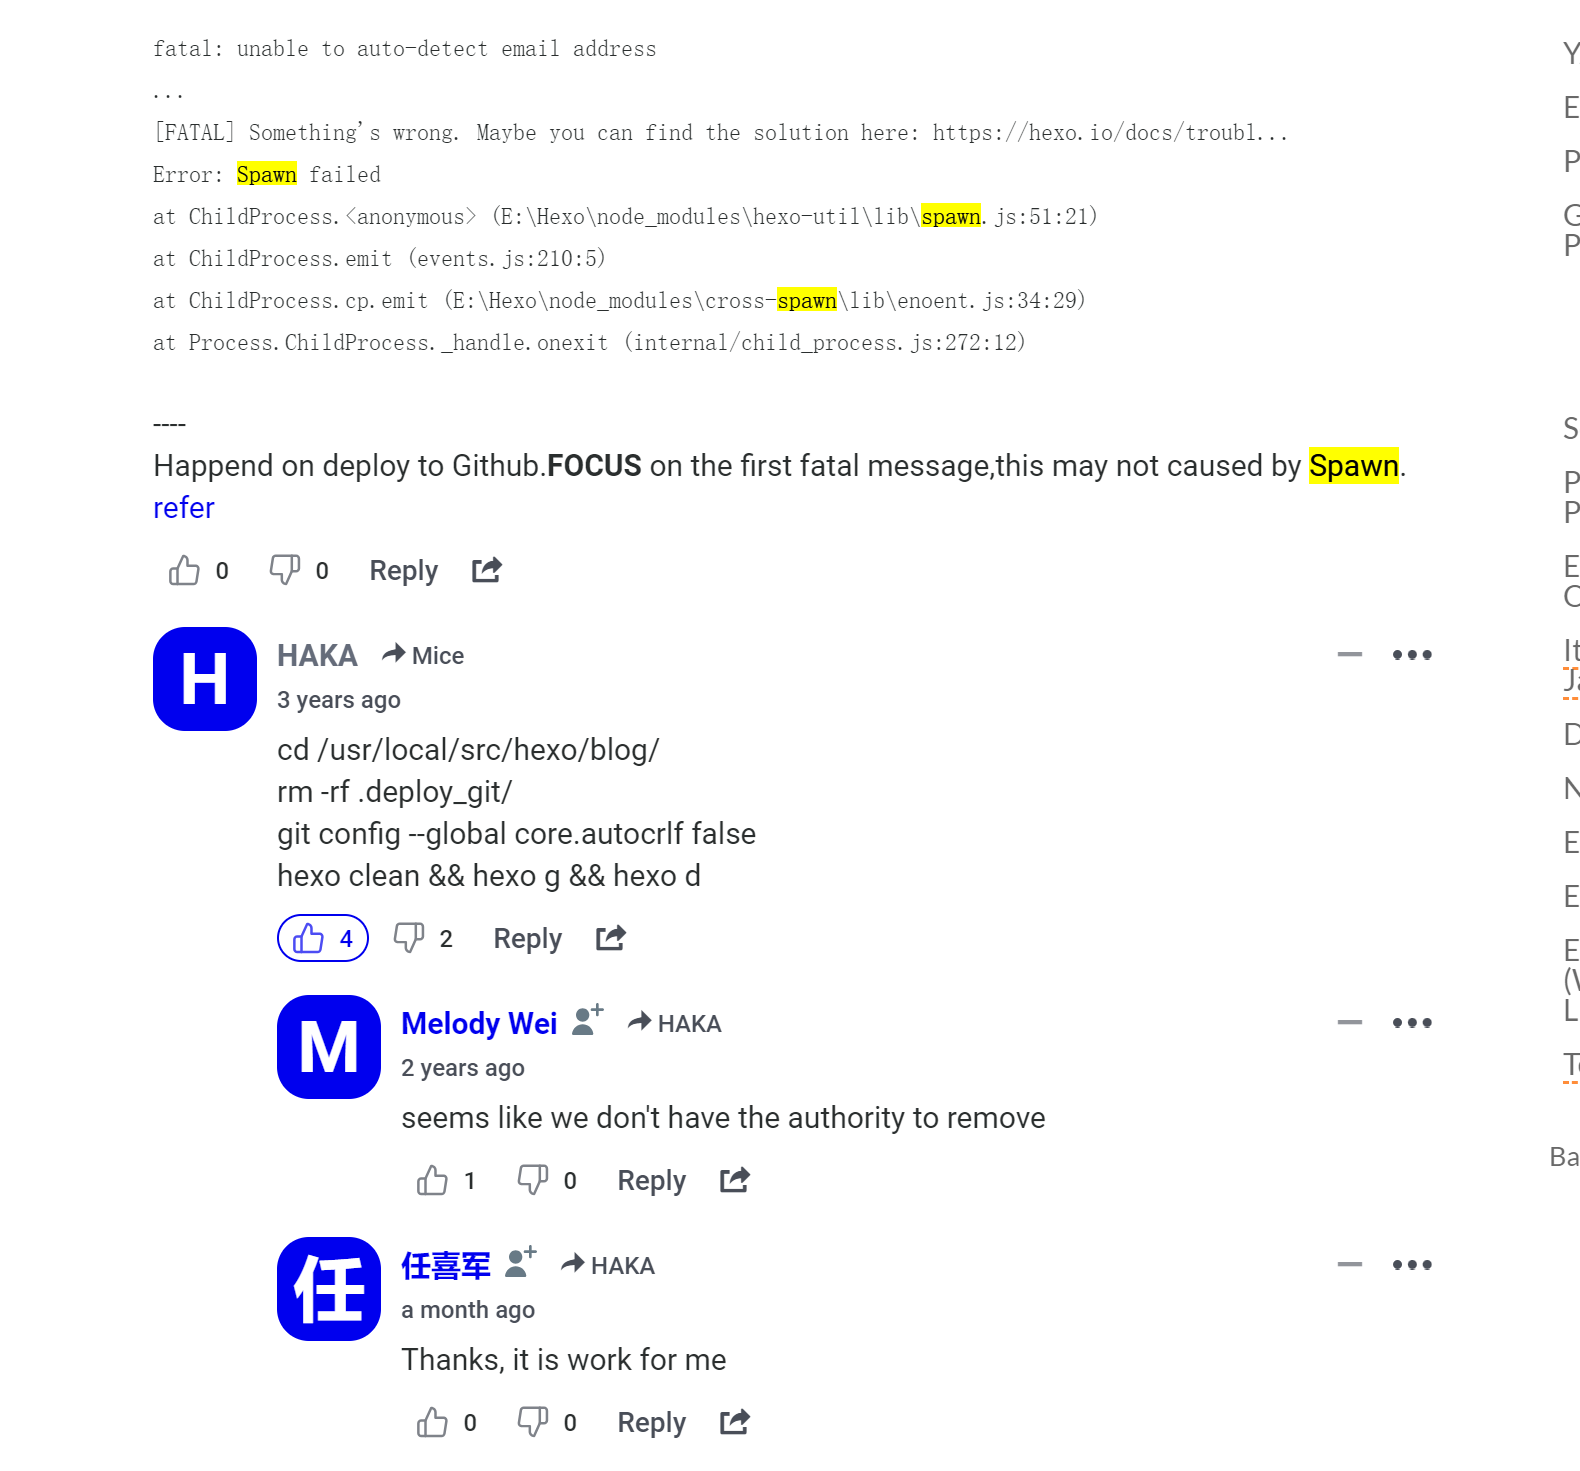 fatal: unable to auto-detect email address
...
[FATAL] Something's wrong. Maybe you can find the solution here: https://hexo.io/docs/troubl...
Error: Spawn failed
at ChildProcess.<anonymous> (E:\Hexo\node_modules\hexo-util\lib\spawn.js:51:21)
at ChildProcess.emit (events.js:210:5)
at ChildProcess.cp.emit (E:\Hexo\node_modules\cross-spawn\lib\enoent.js:34:29)
at Process.ChildProcess._handle.onexit (internal/child_process.js:272:12)
----
Happend on deploy to Github.FOCUS on the first fatal message,this may not caused by Spawn.
refer
0 0 Reply
H
HAKA Mice
3 years ago
cd /usr/local/src/hexo/blog/
rm -rf .deploy_git/
git config --global core.autocrlf false
hexo clean && hexo g && hexo d
4 2 Reply
M
Melody Wei HAKA
2 years ago
seems like we don't have the authority to remove
1 0 Reply
任
任喜军 HAKA
a month ago
Thanks, it is work for me
0 0 Reply
Ba